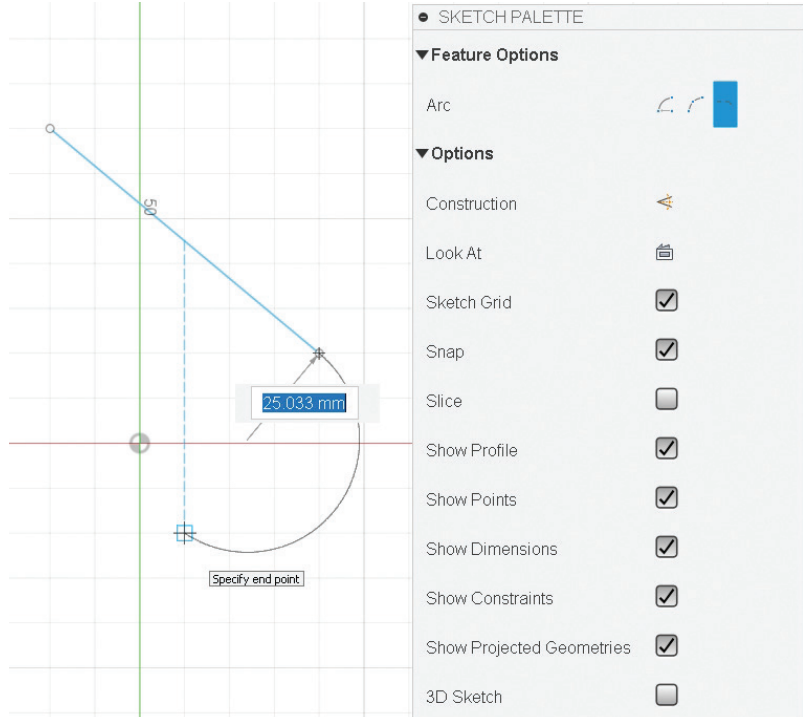 SKETCH PALETTE
Feature Options
Arc
Options
Construction
Look At
Sketch Grid
Snap
Slice
Show Profile
Show Points
Show Dimensions
Show Constraints
Show Projected Geometries
3D Sketch
50
25.033 mm
Specify end point